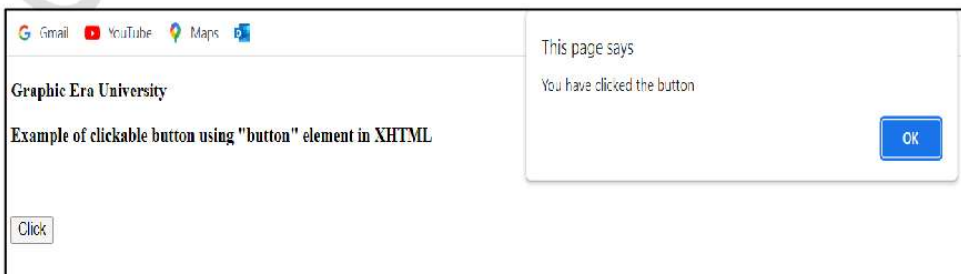 Gmail YouTube Maps
This page says
You have clicked the button
OK
Graphic Era University
Example of clickable button using "button" element in XHTML
Click